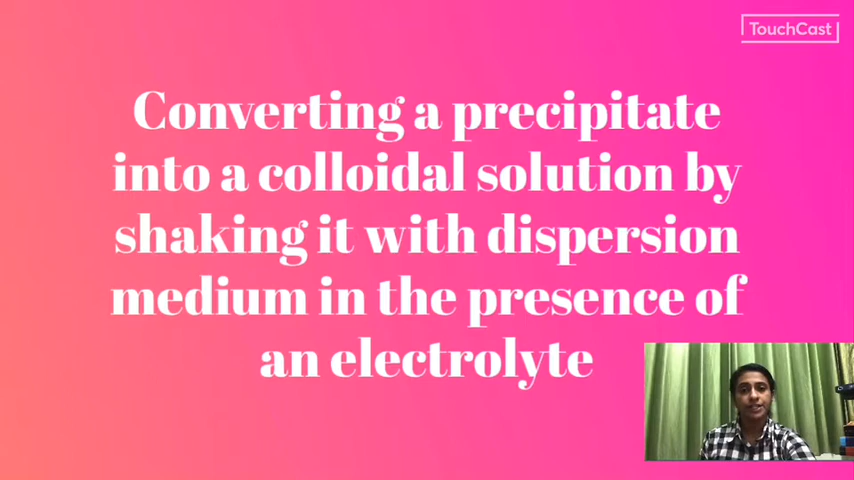 TouchCast
Converting a precipitate
into a colloidal solution by
shaking it with dispersion
medium in the presence of
an electrolyte